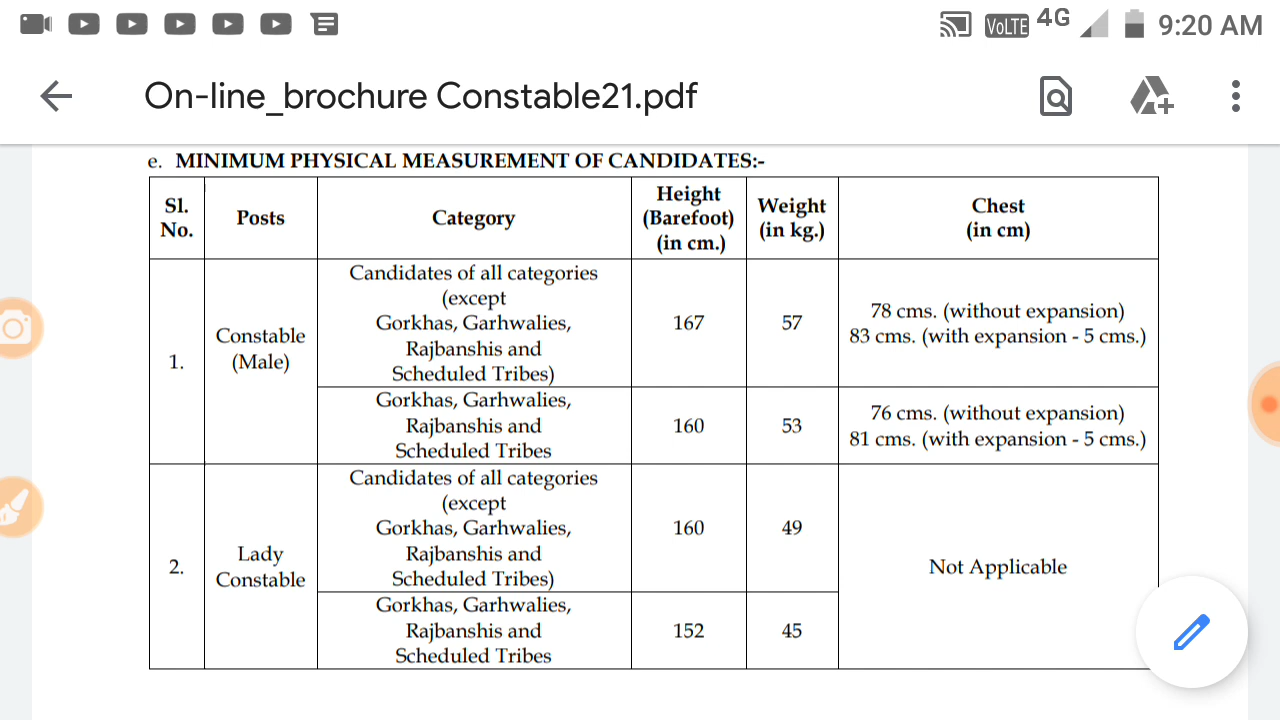 VoLTE 4G 9:20 AM
On-line_brochure Constable21.pdf
e. MINIMUM PHYSICAL MEASUREMENT OF CANDIDATES:-
Sl.
No.
Posts
Category
Height
(Barefoot)
(in cm.)
Weight
(in kg.)
Chest
(in cm)
1.
Constable
(Male)
Candidates of all categories
(except
Gorkhas, Garhwalies,
Rajbanshis and
Scheduled Tribes)
167
57
78 cms. (without expansion)
83 cms. (with expansion - 5 cms.)
Gorkhas, Garhwalies,
Rajbanshis and
Scheduled Tribes
160
53
76 cms. (without expansion)
81 cms. (with expansion - 5 cms.)
2.
Lady
Constable
Candidates of all categories
(except
Gorkhas, Garhwalies,
Rajbanshis and
Scheduled Tribes)
160
49
Not Applicable
Gorkhas, Garhwalies,
Rajbanshis and
Scheduled Tribes
152
45